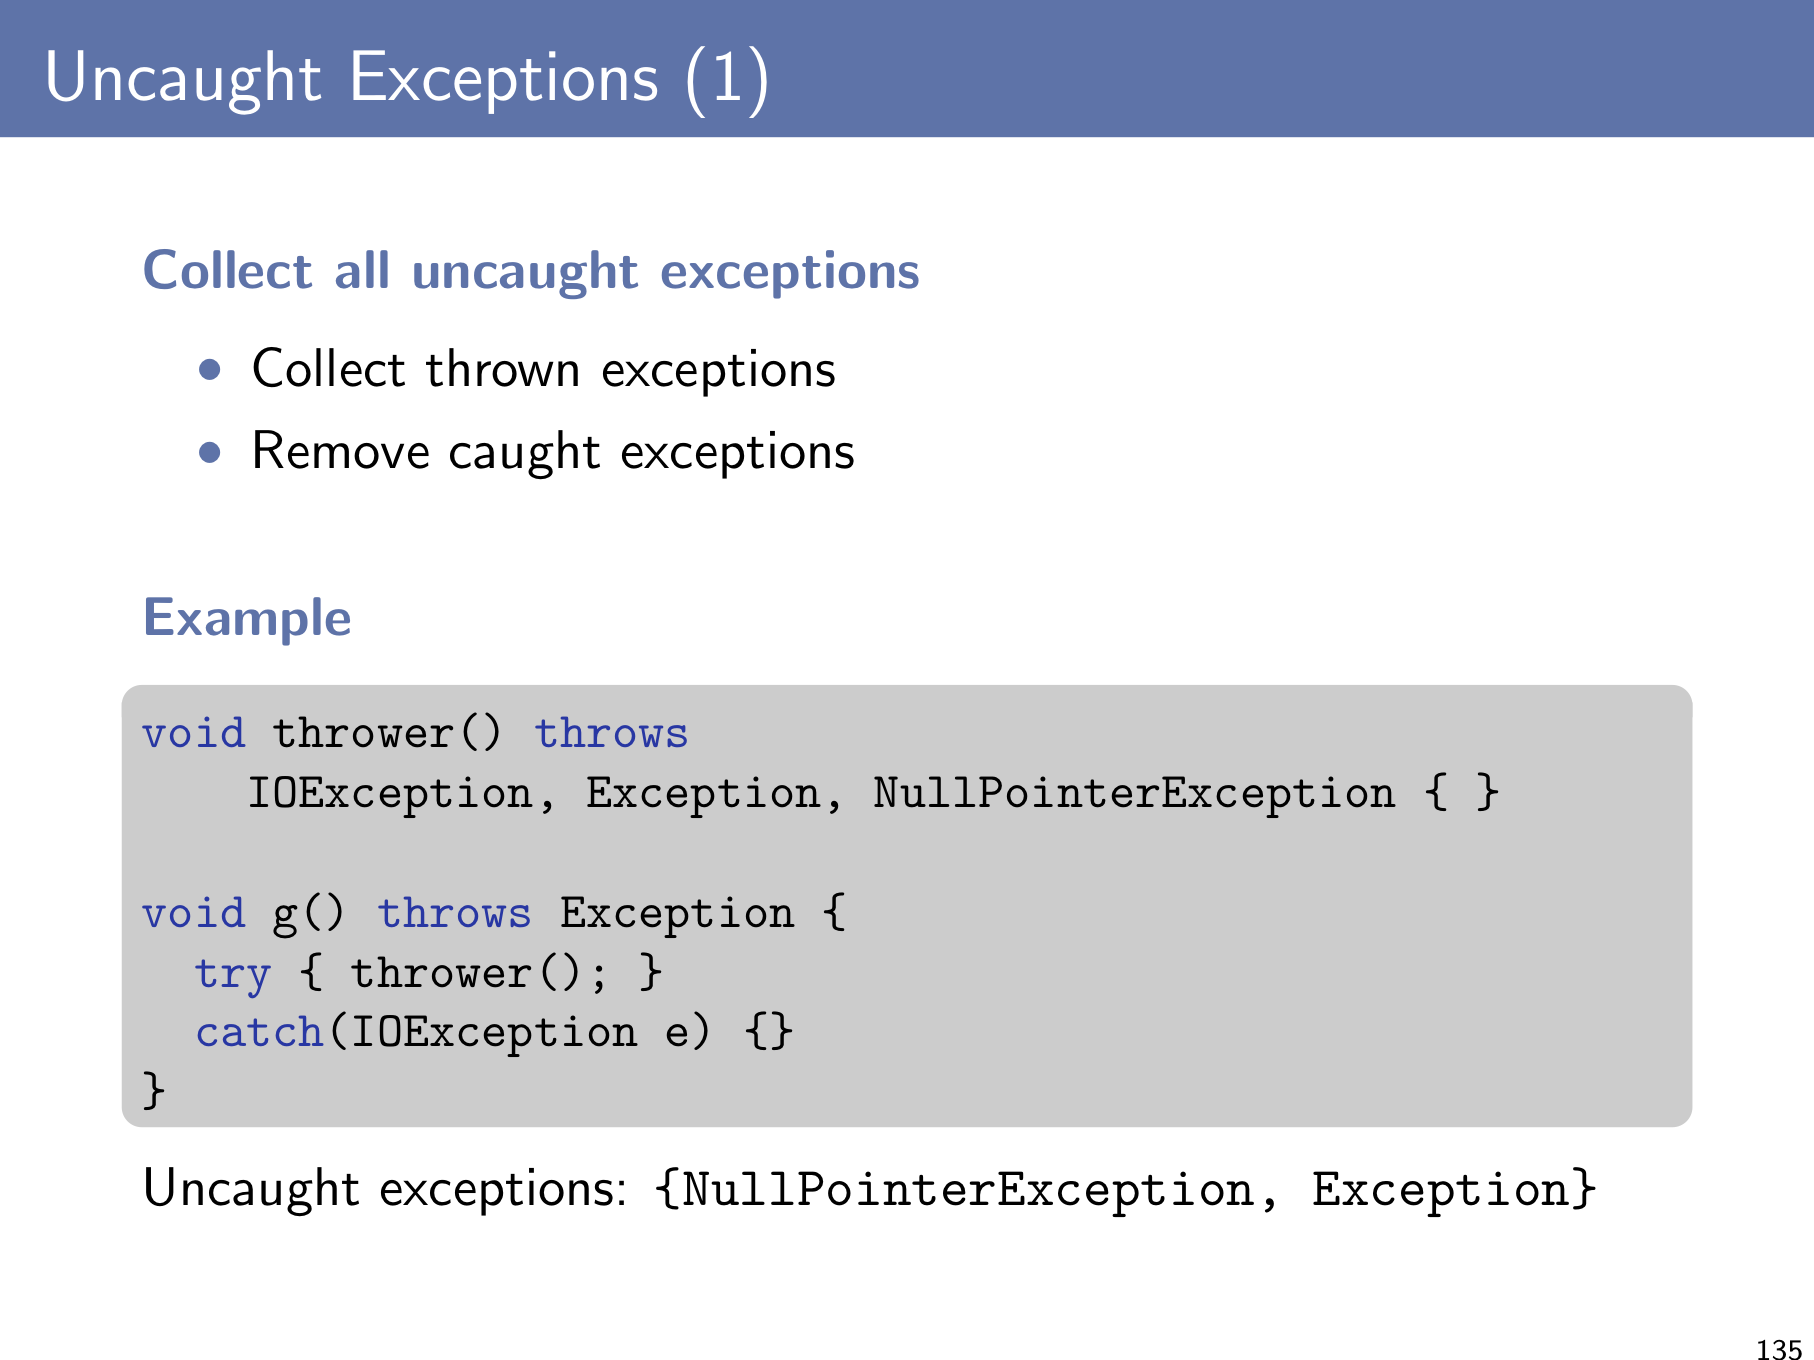 Uncaught Exceptions (1)
Collect all uncaught exceptions
• Collect thrown exceptions
• Remove caught exceptions
Example
void thrower() throws
    IOException, Exception, NullPointerException { }
void g() throws Exception {
  try { thrower(); }
  catch(IOException e) {}
}
Uncaught exceptions: {NullPointerException, Exception}
135